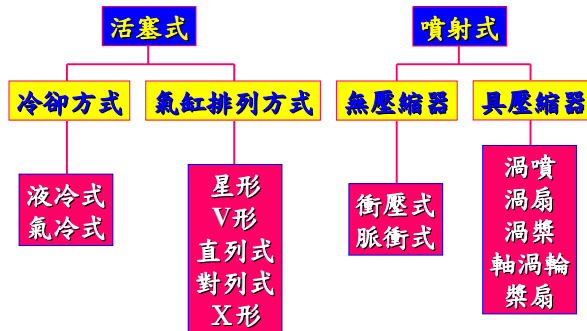 活塞式
噴射式
冷卻方式
氣缸排列方式
無壓縮器
具壓縮器
液冷式
氣冷式
星形
V形
直列式
對列式
X形
衝壓式
脈衝式
渦噴
渦扇
渦槳
軸渦輪
槳扇